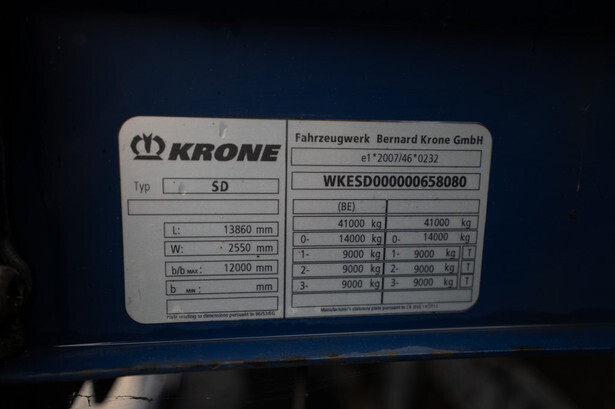 KRONE
Typ SD
L: 13860 mm
W: 2550 mm
b/b MAX : 12000 mm
b MIN : mm
Fahrzeugwerk Bernard Krone GmbH
e1*2007/46*0232
WKESD000000658080
(BE)
41000 kg 41000 kg
0- 14000 kg 0- 14000 kg
1- 9000 kg 1- 9000 kg T
2- 9000 kg 2- 9000 kg T
3- 9000 kg 3- 9000 kg T